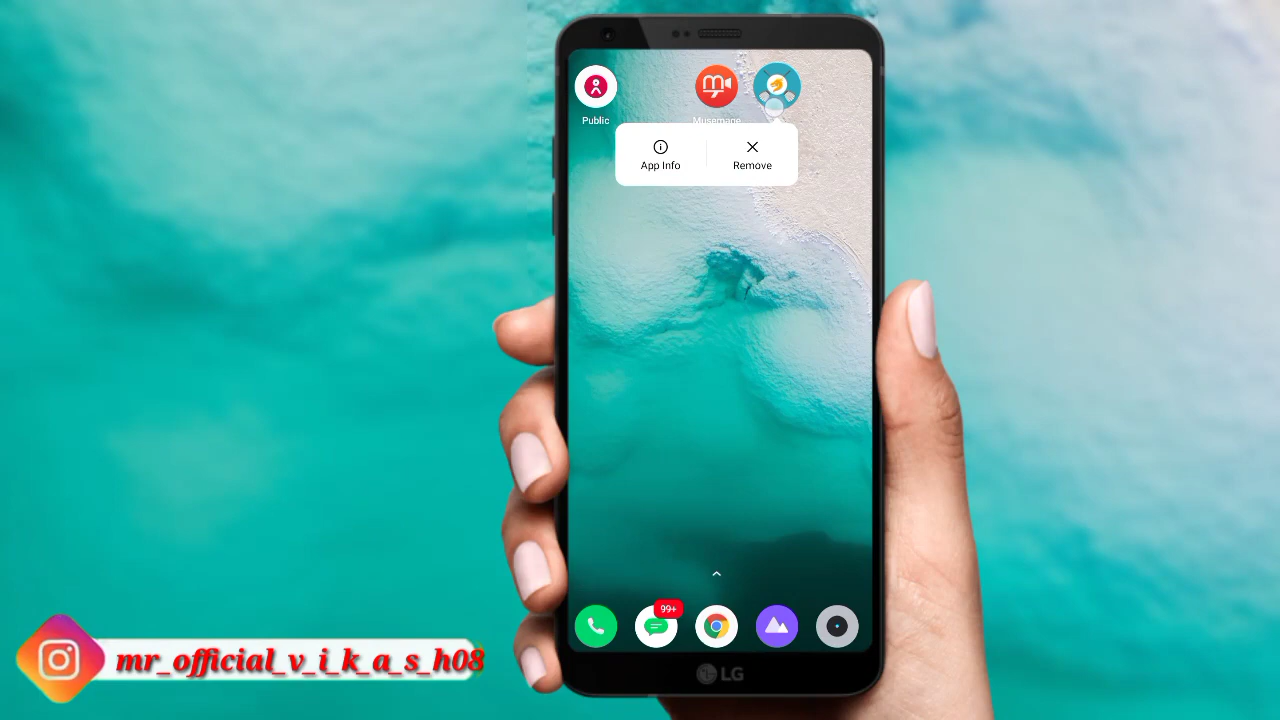 Public
Musemage
App Info
Remove
99+
LG
mr_official_v_i_k_a_s_h08